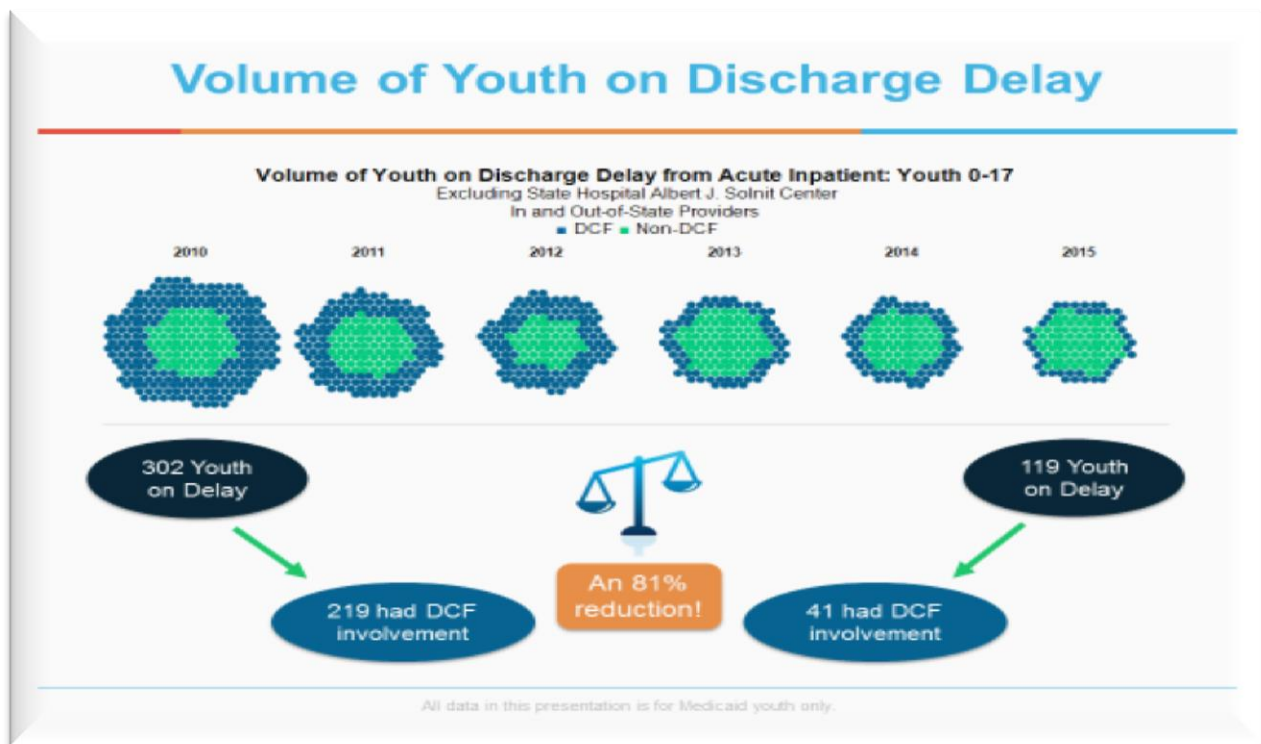 Volume of Youth on Discharge Delay
Volume of Youth on Discharge Delay from Acute Inpatient: Youth 0-17
Excluding State Hospital Albert J. Solnit Center
In and Out-of-State Providers
DCF Non-DCF
2010 2011 2012 2013 2014 2015
302 Youth
on Delay
119 Youth
on Delay
An 81%
reduction!
219 had DCF
involvement
41 had DCF
involvement
All data in this presentation is for Medicaid youth only.